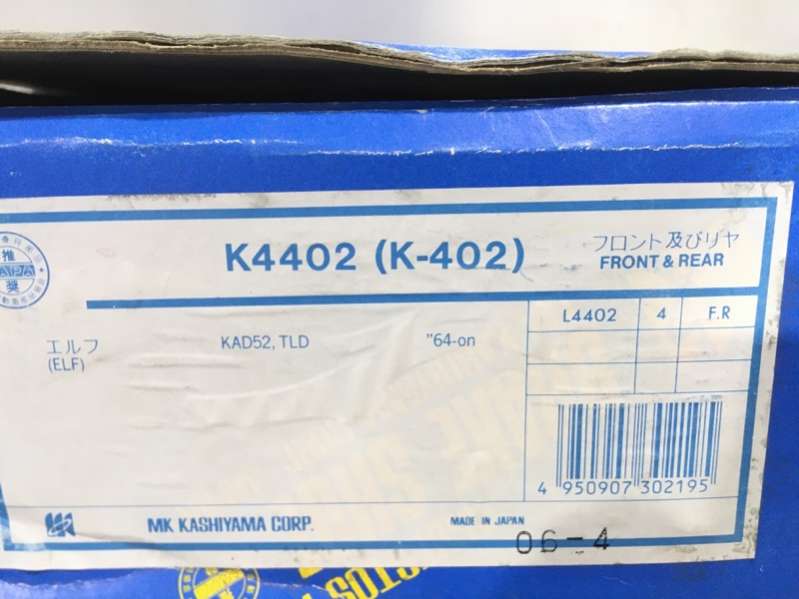 K4402 (K-402)
フロント及びリヤ
FRONT & REAR
推
APA
奨
L4402 4 F.R
エルフ KAD52, TLD "64-on
(ELF)
4 950907 302195
MK KASHIYAMA CORP. MADE IN JAPAN
06-4